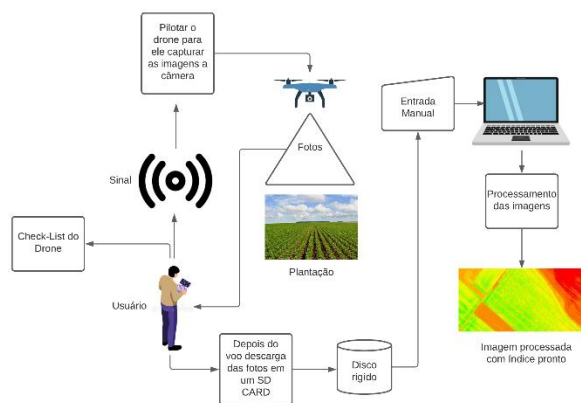 Pilotar o
drone para
ele capturar
as imagens a
câmera
Fotos
Plantação
Sinal
Check-List do
Drone
Usuário
Depois do
voo descarga
das fotos em
um SD
CARD
Disco
rigido
Entrada
Manual
Processamento
das imagens
Imagem processada
com índice pronto